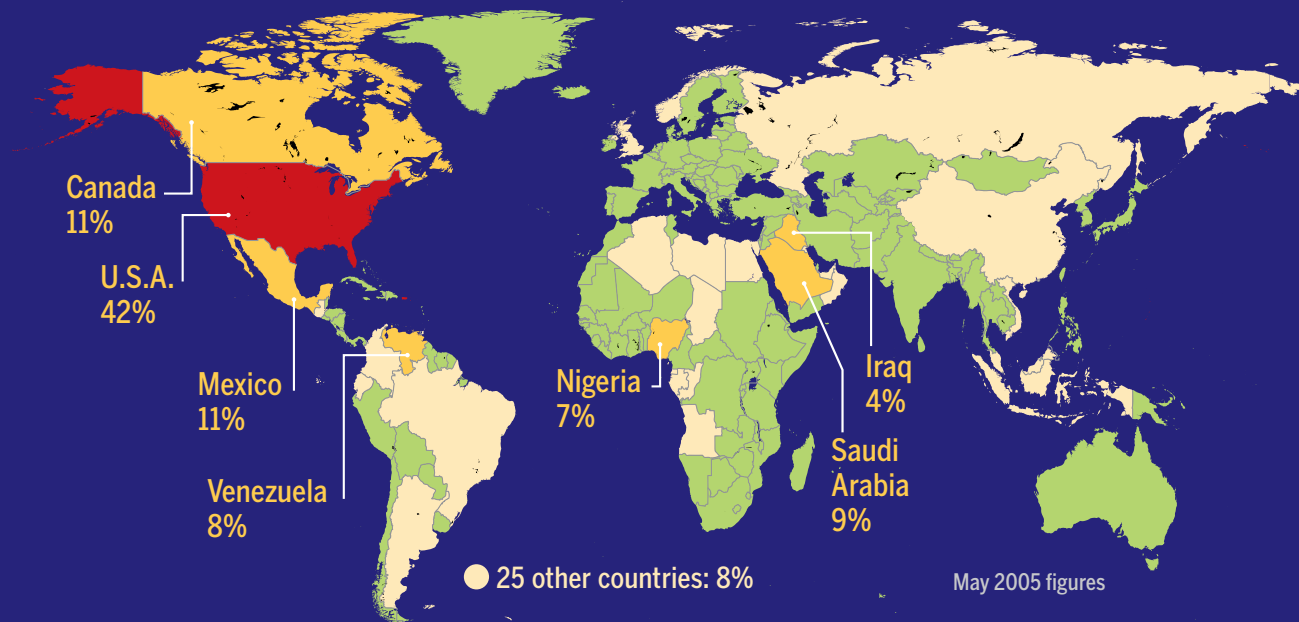 Canada
11%
U.S.A.
42%
Mexico
11%
Venezuela
8%
Nigeria
7%
Iraq
4%
Saudi
Arabia
9%
25 other countries: 8%
May 2005 figures